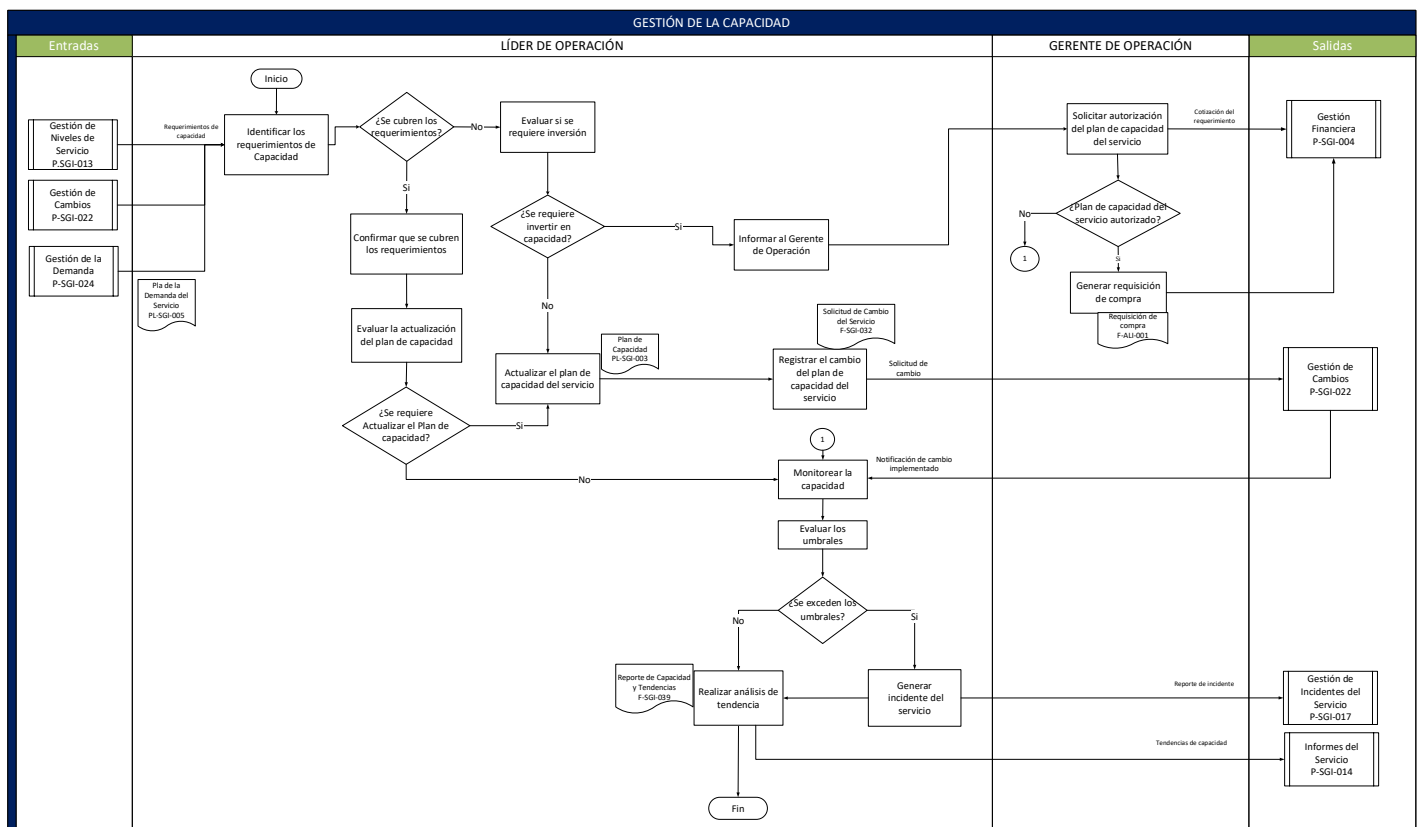 GESTIÓN DE LA CAPACIDAD
Entradas
LÍDER DE OPERACIÓN
GERENTE DE OPERACIÓN
Salidas
Inicio
Gestión de
Niveles de
Servicio
P.SGI-013
Requerimientos de
capacidad
Identificar los
requerimientos de
Capacidad
¿Se cubren los
requerimientos?
No
Evaluar si se
requiere inversión
Solicitar autorización
del plan de capacidad
del servicio
Cotización del
requerimiento
Gestión
Financiera
P-SGI-004
Gestión de
Cambios
P-SGI-022
Si
¿Se requiere
invertir en
capacidad?
Si
Informar al Gerente
de Operación
No
¿Plan de capacidad del
servicio autorizado?
1
Si
Confirmar que se cubren
los requerimientos
Gestión de la
Demanda
P-SGI-024
Pla de la
Demanda del
Servicio
PL-SGI-005
Generar requisición
de compra
Requisición de
compra
F-ALI-001
No
Evaluar la actualización
del plan de capacidad
Solicitud de Cambio
del Servicio
F-SGI-032
Plan de
Capacidad
PL-SGI-003
Actualizar el plan de
capacidad del servicio
Registrar el cambio
del plan de
capacidad del
servicio
Solicitud de
cambio
Gestión de
Cambios
P-SGI-022
¿Se requiere
Actualizar el Plan de
capacidad?
Si
1
No
Monitorear la
capacidad
Notificación de cambio
implementado
Evaluar los
umbrales
¿Se exceden los
umbrales?
No
Si
Reporte de Capacidad
y Tendencias
F-SGI-039
Realizar análisis de
tendencia
Generar
incidente del
servicio
Reporte de incidente
Gestión de
Incidentes del
Servicio
P-SGI-017
Tendencias de capacidad
Informes del
Servicio
P-SGI-014
Fin